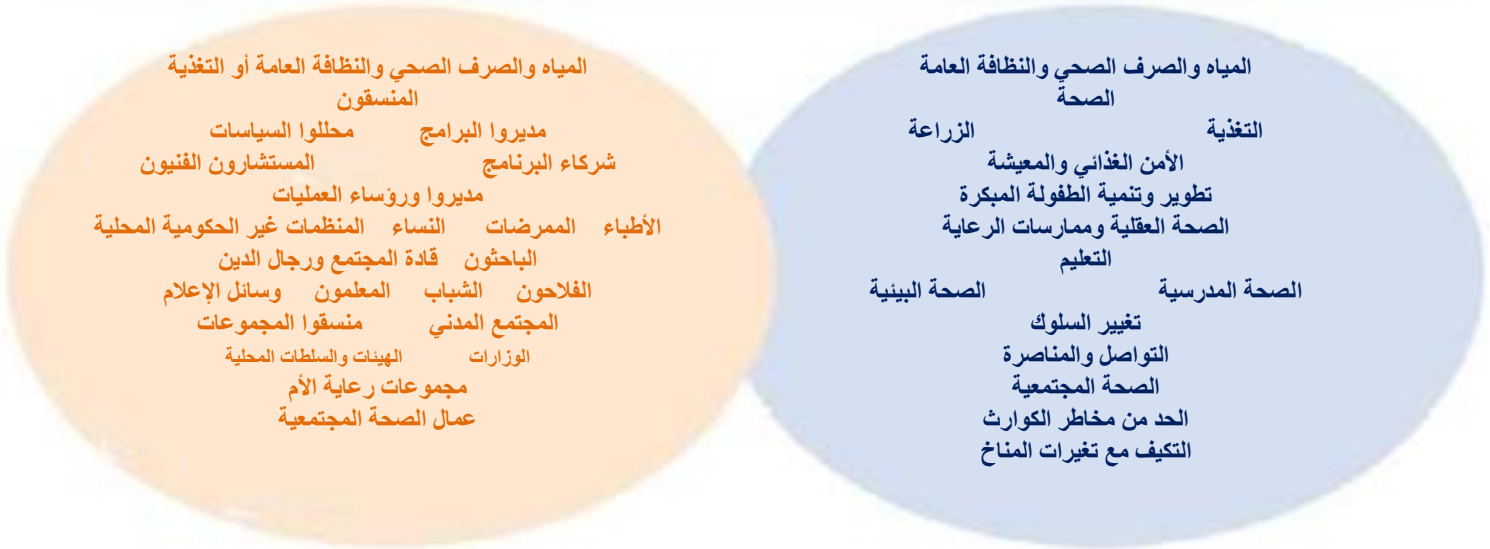 المياه والصرف الصحي والنظافة العامة
الصحة
التغذية الزراعة
الأمن الغذائي والمعيشة
تطوير وتنمية الطفولة المبكرة
الصحة العقلية وممارسات الرعاية
التعليم
الصحة المدرسية الصحة البيئية
تغيير السلوك
التواصل والمناصرة
الصحة المجتمعية
الحد من مخاطر الكوارث
التكيف مع تغيرات المناخ
المياه والصرف الصحي والنظافة العامة أو التغذية
المنسقون
مديروا البرامج محللوا السياسات
شركاء البرنامج المستشارون الفنيون
مديروا ورؤساء العمليات
الأطباء الممرضات النساء المنظمات غير الحكومية المحلية
الباحثون قادة المجتمع ورجال الدين
الفلاحون الشباب المعلمون وسائل الإعلام
المجتمع المدني منسقوا المجموعات
الوزارات الهيئات والسلطات المحلية
مجموعات رعاية الأم
عمال الصحة المجتمعية